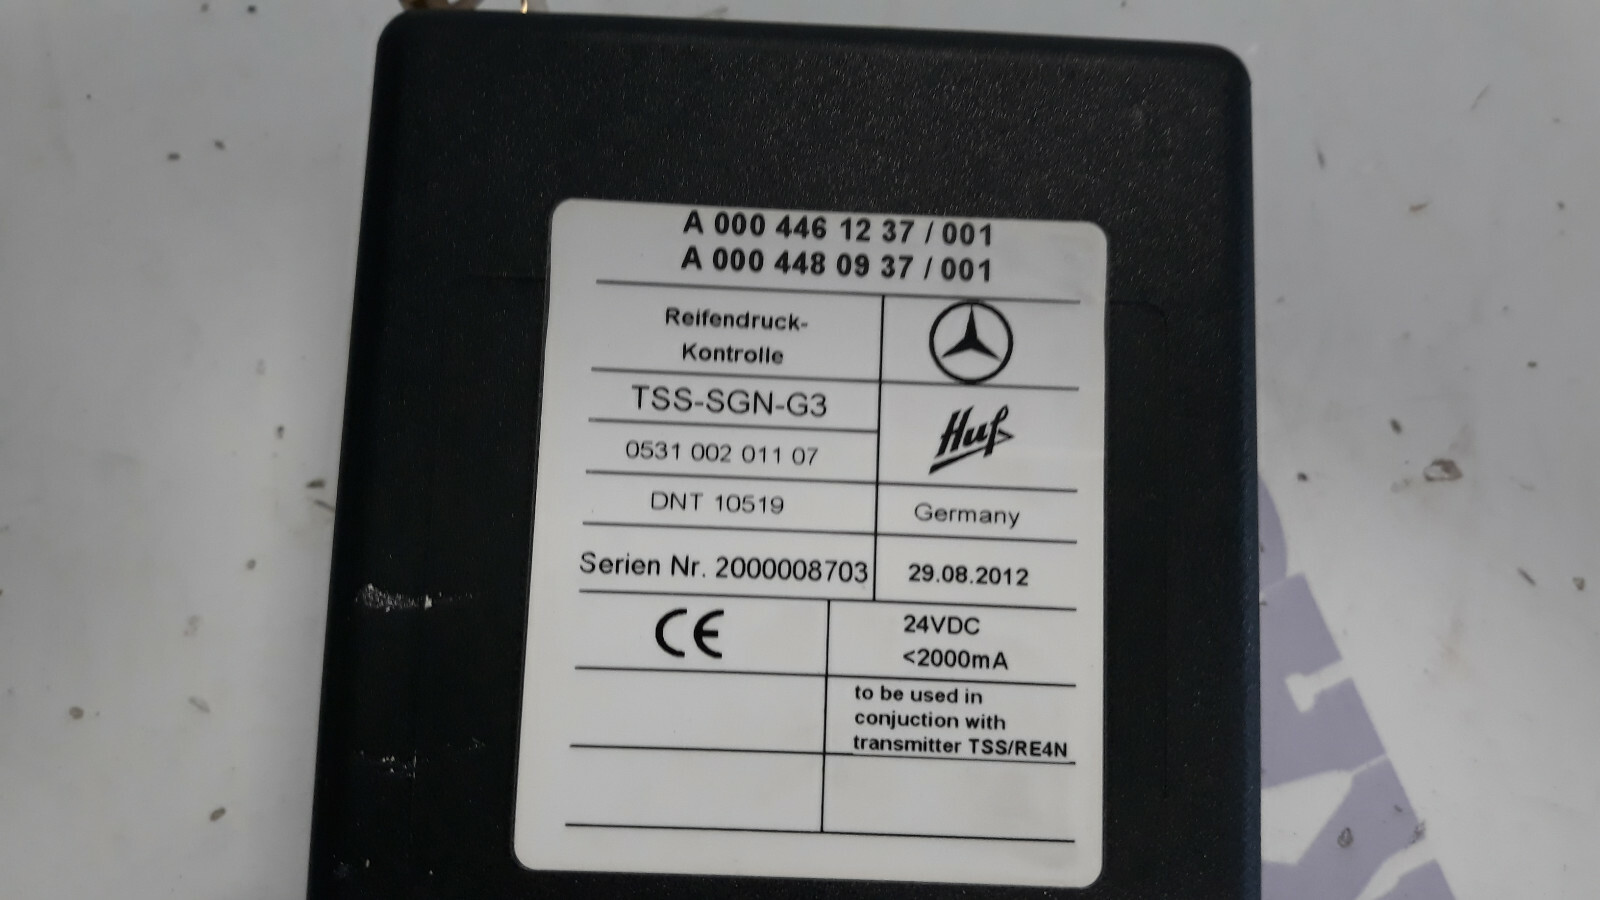 A 000 446 12 37 / 001
A 000 448 09 37 / 001
Reifendruck-
Kontrolle
TSS-SGN-G3
Huf
0531 002 011 07
DNT 10519
Germany
Serien Nr. 2000008703
29.08.2012
CE
24VDC
<2000mA
to be used in
conjuction with
transmitter TSS/RE4N